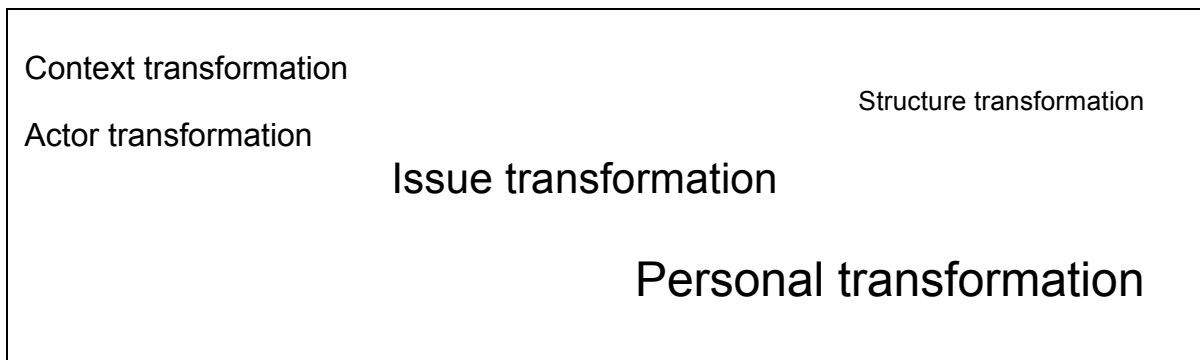 Context transformation
Structure transformation
Actor transformation
Issue transformation
Personal transformation